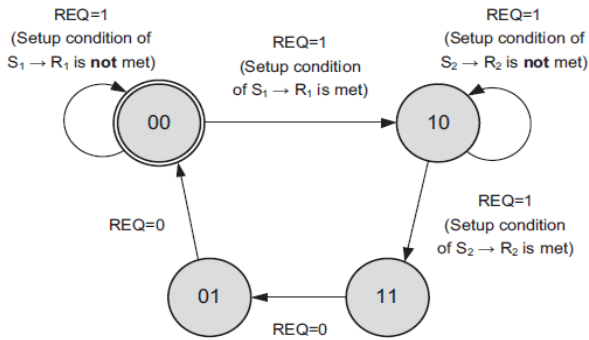 REQ=1
(Setup condition of
S₁ → R₁ is not met)
REQ=1
(Setup condition
of S₁ → R₁ is met)
REQ=1
(Setup condition of
S₂ → R₂ is not met)
00
10
REQ=1
(Setup condition
of S₂ → R₂ is met)
REQ=0
01
11
REQ=0